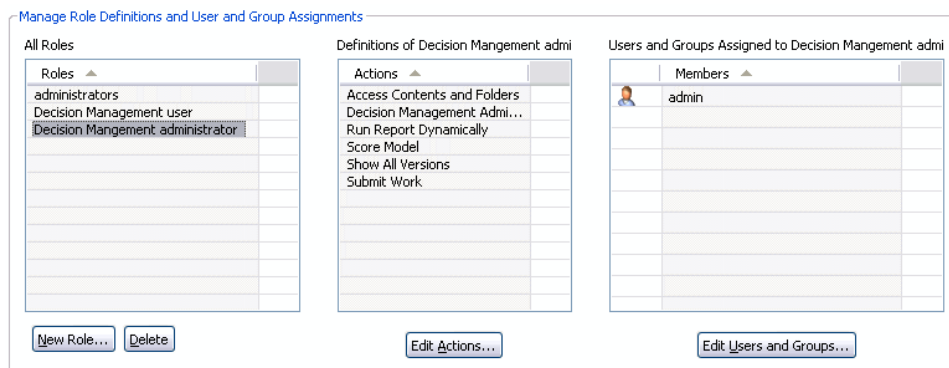 Manage Role Definitions and User and Group Assignments
All Roles
Definitions of Decision Mangement admi
Users and Groups Assigned to Decision Mangement admi
Roles
Actions
Members
administrators
Decision Management user
Decision Mangement administrator
Access Contents and Folders
Decision Management Admi...
Run Report Dynamically
Score Model
Show All Versions
Submit Work
admin
New Role...
Delete
Edit Actions...
Edit Users and Groups...